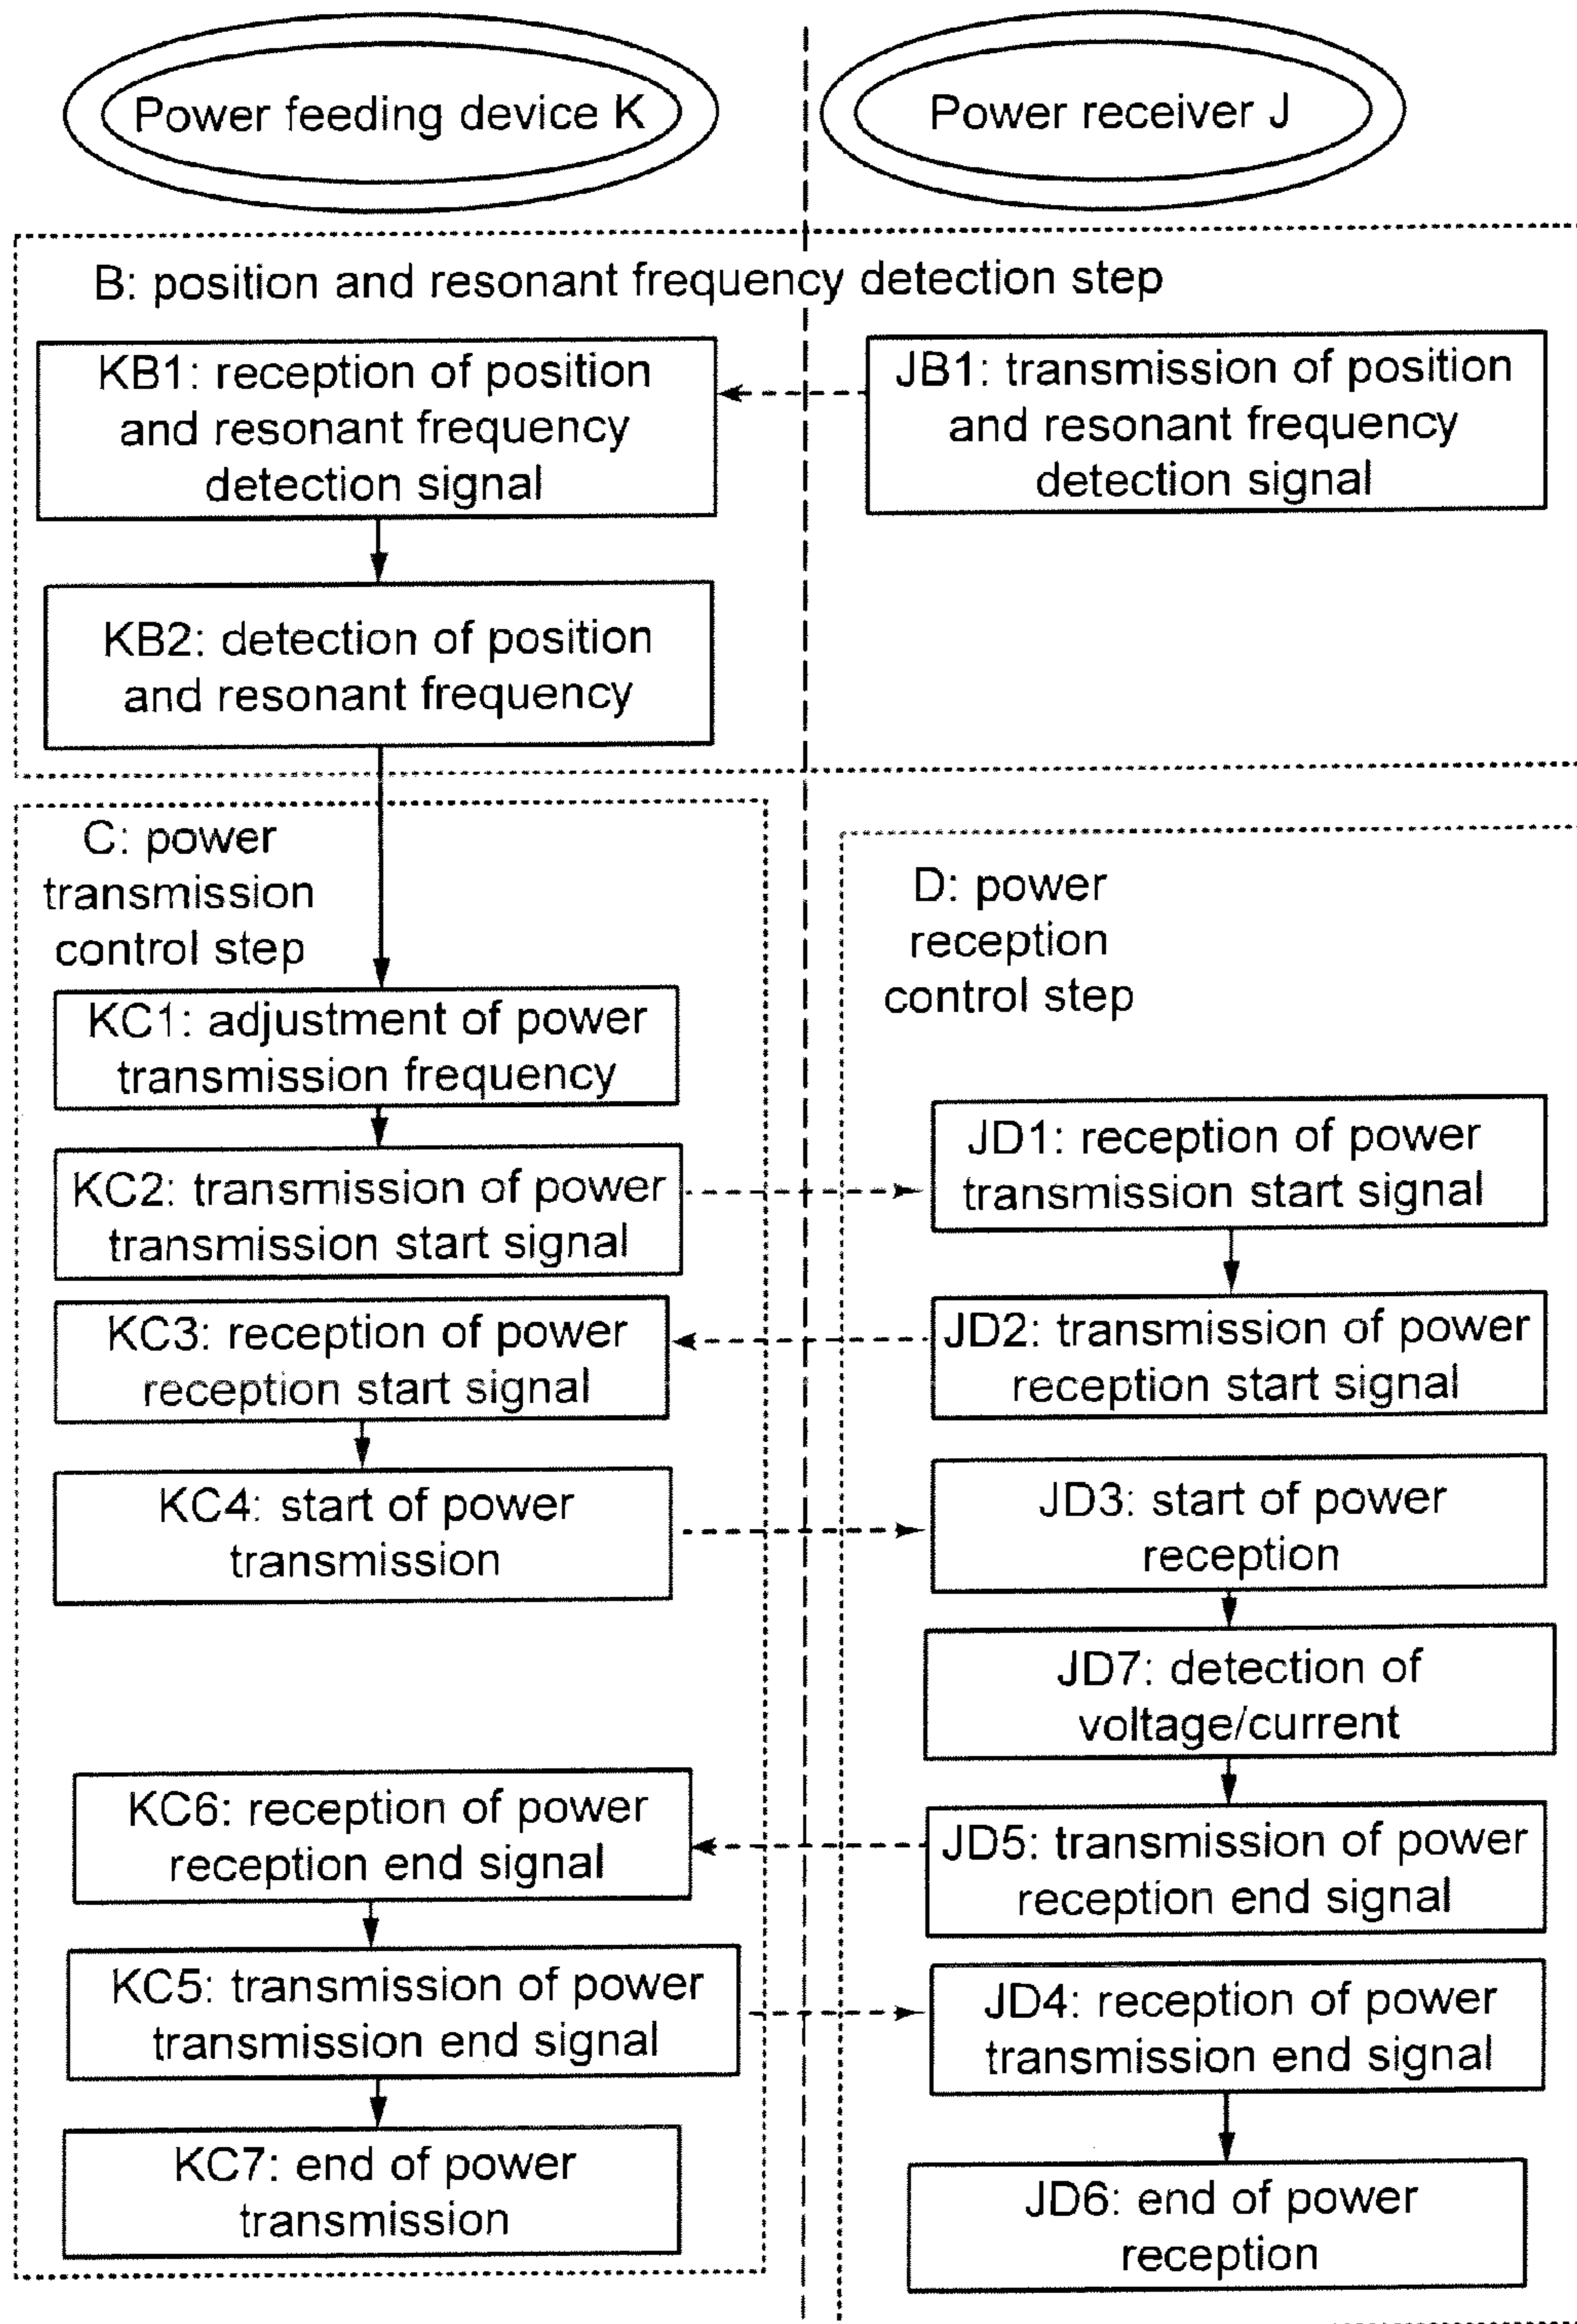 Power feeding device K
Power receiver J
B: position and resonant frequency detection step
KB1: reception of position
and resonant frequency
detection signal
JB1: transmission of position
and resonant frequency
detection signal
KB2: detection of position
and resonant frequency
C: power
transmission
control step
D: power
reception
control step
KC1: adjustment of power
transmission frequency
KC2: transmission of power
transmission start signal
JD1: reception of power
transmission start signal
KC3: reception of power
reception start signal
JD2: transmission of power
reception start signal
KC4: start of power
transmission
JD3: start of power
reception
JD7: detection of
voltage/current
KC6: reception of power
reception end signal
JD5: transmission of power
reception end signal
KC5: transmission of power
transmission end signal
JD4: reception of power
transmission end signal
KC7: end of power
transmission
JD6: end of power
reception